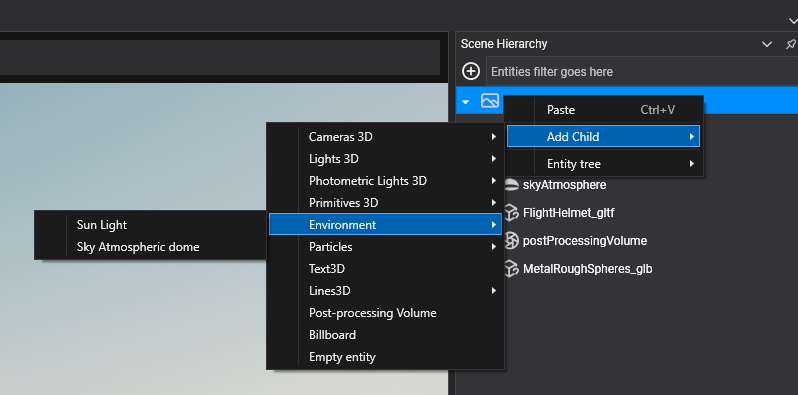 Scene Hierarchy
Entities filter goes here
Paste Ctrl+V
Add Child
Entity tree
skyAtmosphere
FlightHelmet_gltf
postProcessingVolume
MetalRoughSpheres_glb
Cameras 3D
Lights 3D
Photometric Lights 3D
Primitives 3D
Environment
Particles
Text3D
Lines3D
Post-processing Volume
Billboard
Empty entity
Sun Light
Sky Atmospheric dome